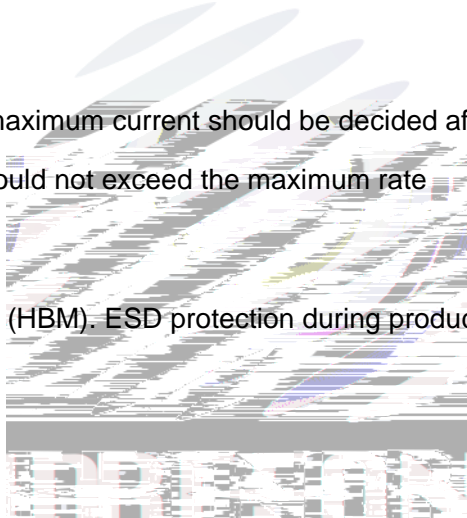 maximum current should be decided af
ould not exceed the maximum rate
(HBM). ESD protection during produc